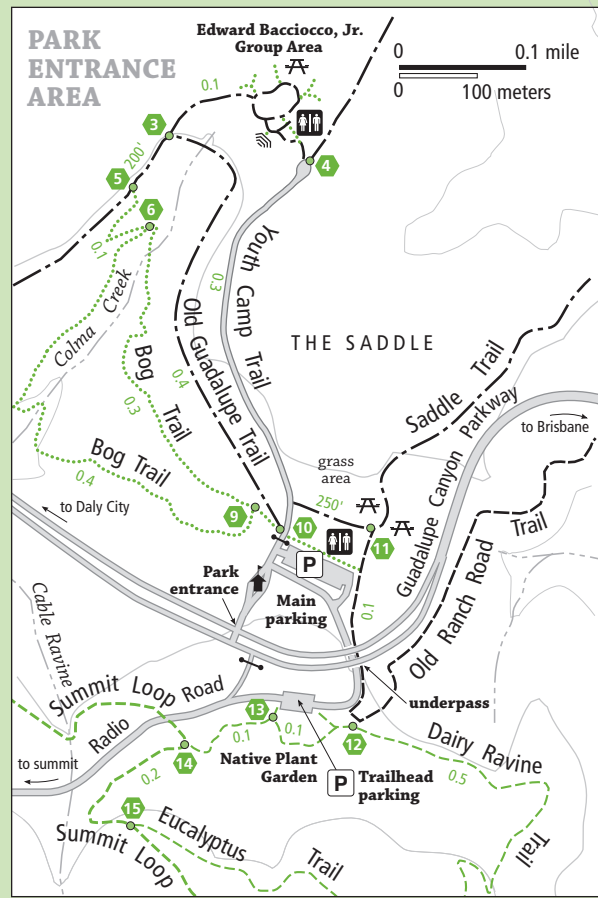 PARK
ENTRANCE
AREA
Edward Bacciocco, Jr.
Group Area
0 0.1 mile
0 100 meters
0.1
3
4
200'
5
6
0.1
Colma Creek
Youth Camp Trail
0.3
Old Guadalupe Trail
0.4
THE SADDLE
Bog Trail
0.3
Saddle Trail
Guadalupe Canyon Parkway
to Brisbane
Bog Trail
0.4
grass
area
250'
to Daly City
9
10
11
P
Park
entrance
Main
parking
0.1
Old Ranch Road Trail
Cable Ravine
underpass
Summit Loop
Radio Road
13
12
0.1
0.1
14
Native Plant
Garden
P
Trailhead
parking
Dairy Ravine Trail
0.5
to summit
0.2
15
Eucalyptus Trail
Summit Loop